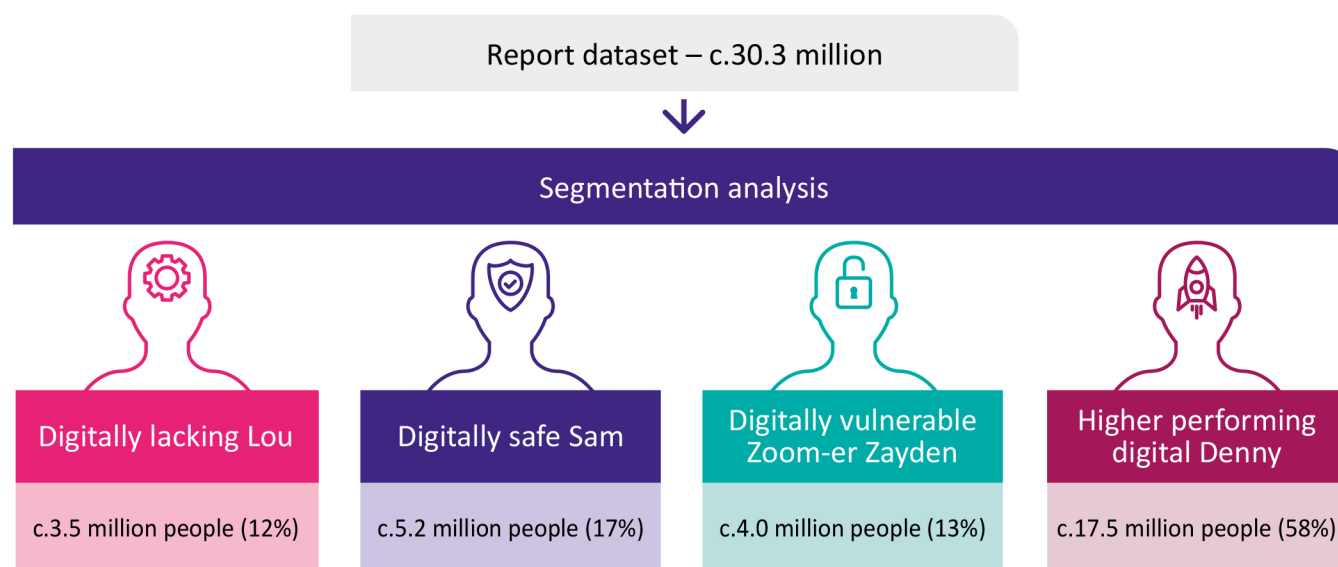 Report dataset – c.30.3 million
Segmentation analysis
Digitally lacking Lou
c.3.5 million people (12%)
Digitally safe Sam
c.5.2 million people (17%)
Digitally vulnerable
Zoom-er Zayden
c.4.0 million people (13%)
Higher performing
digital Denny
c.17.5 million people (58%)